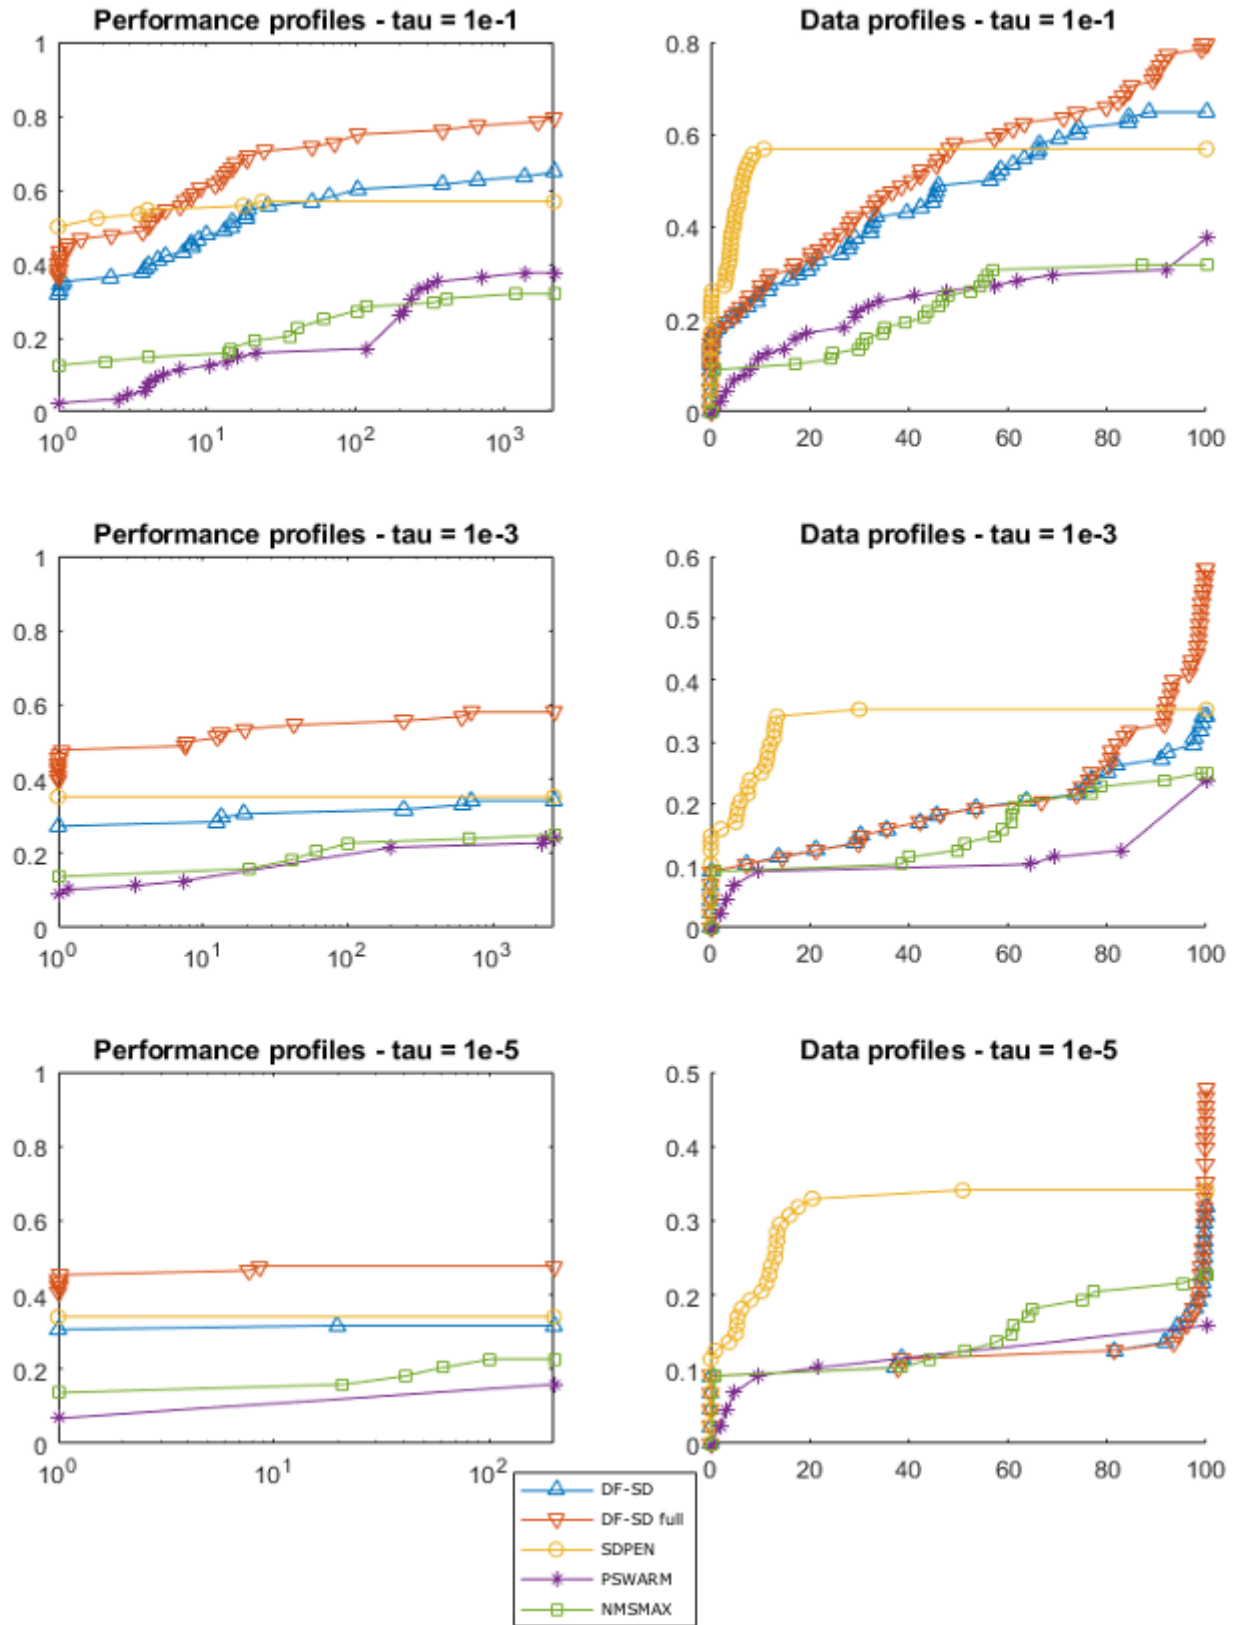 Performance profiles - tau = 1e-1
1
0.8
0.6
0.4
0.2
0
10^0 10^1 10^2 10^3
Data profiles - tau = 1e-1
0.8
0.6
0.4
0.2
0
0 20 40 60 80 100
Performance profiles - tau = 1e-3
1
0.8
0.6
0.4
0.2
0
10^0 10^1 10^2 10^3
Data profiles - tau = 1e-3
0.6
0.5
0.4
0.3
0.2
0.1
0
0 20 40 60 80 100
Performance profiles - tau = 1e-5
1
0.8
0.6
0.4
0.2
0
10^0 10^1 10^2
Data profiles - tau = 1e-5
0.5
0.4
0.3
0.2
0.1
0
0 20 40 60 80 100
DF-SD
DF-SD full
SDPEN
PSWARM
NMSMAX